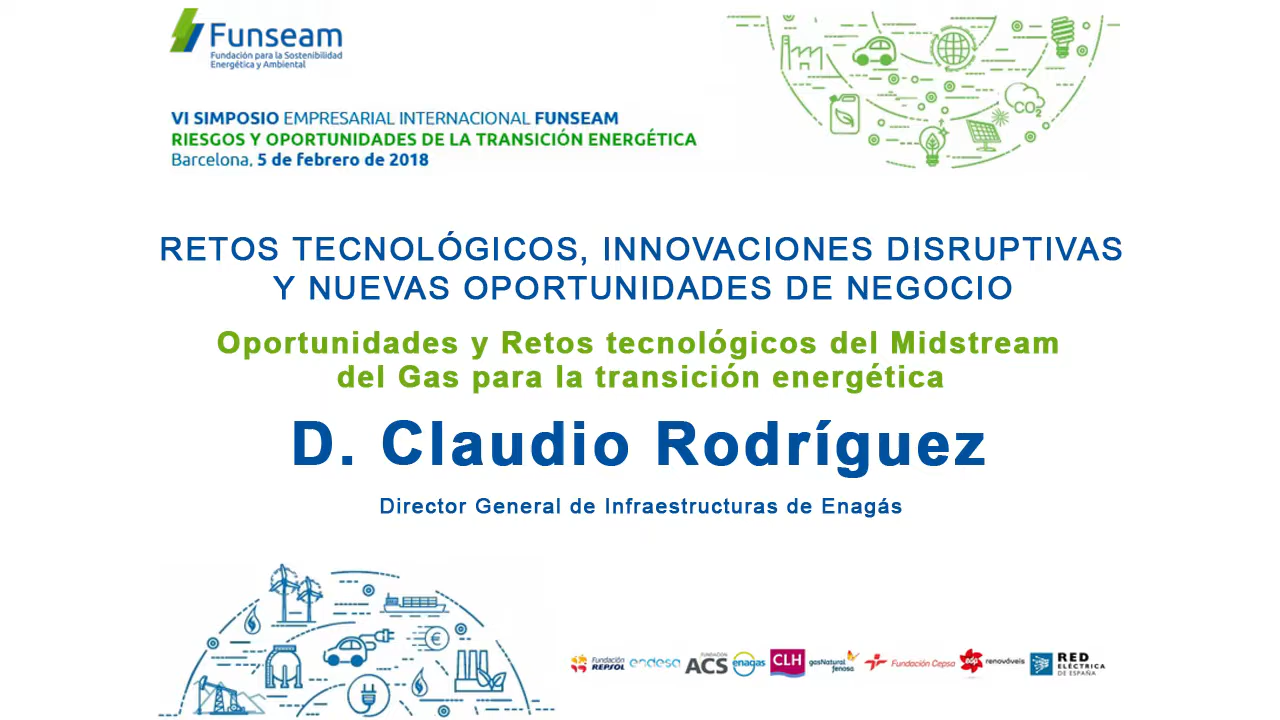 Funseam
Fundación para la Sostenibilidad
Energética y Ambiental
VI SIMPOSIO EMPRESARIAL INTERNACIONAL FUNSEAM
RIESGOS Y OPORTUNIDADES DE LA TRANSICIÓN ENERGÉTICA
Barcelona, 5 de febrero de 2018
CO2
RETOS TECNOLÓGICOS, INNOVACIONES DISRUPTIVAS
Y NUEVAS OPORTUNIDADES DE NEGOCIO
Oportunidades y Retos tecnológicos del Midstream
del Gas para la transición energética
D. Claudio Rodríguez
Director General de Infraestructuras de Enagás
€
Fundación
REPSOL
endesa
FUNDACIÓN
ACS
enagas
CLH
gasNatural
fenosa
Fundación Cepsa
edp renováveis
RED
ELÉCTRICA
DE ESPAÑA